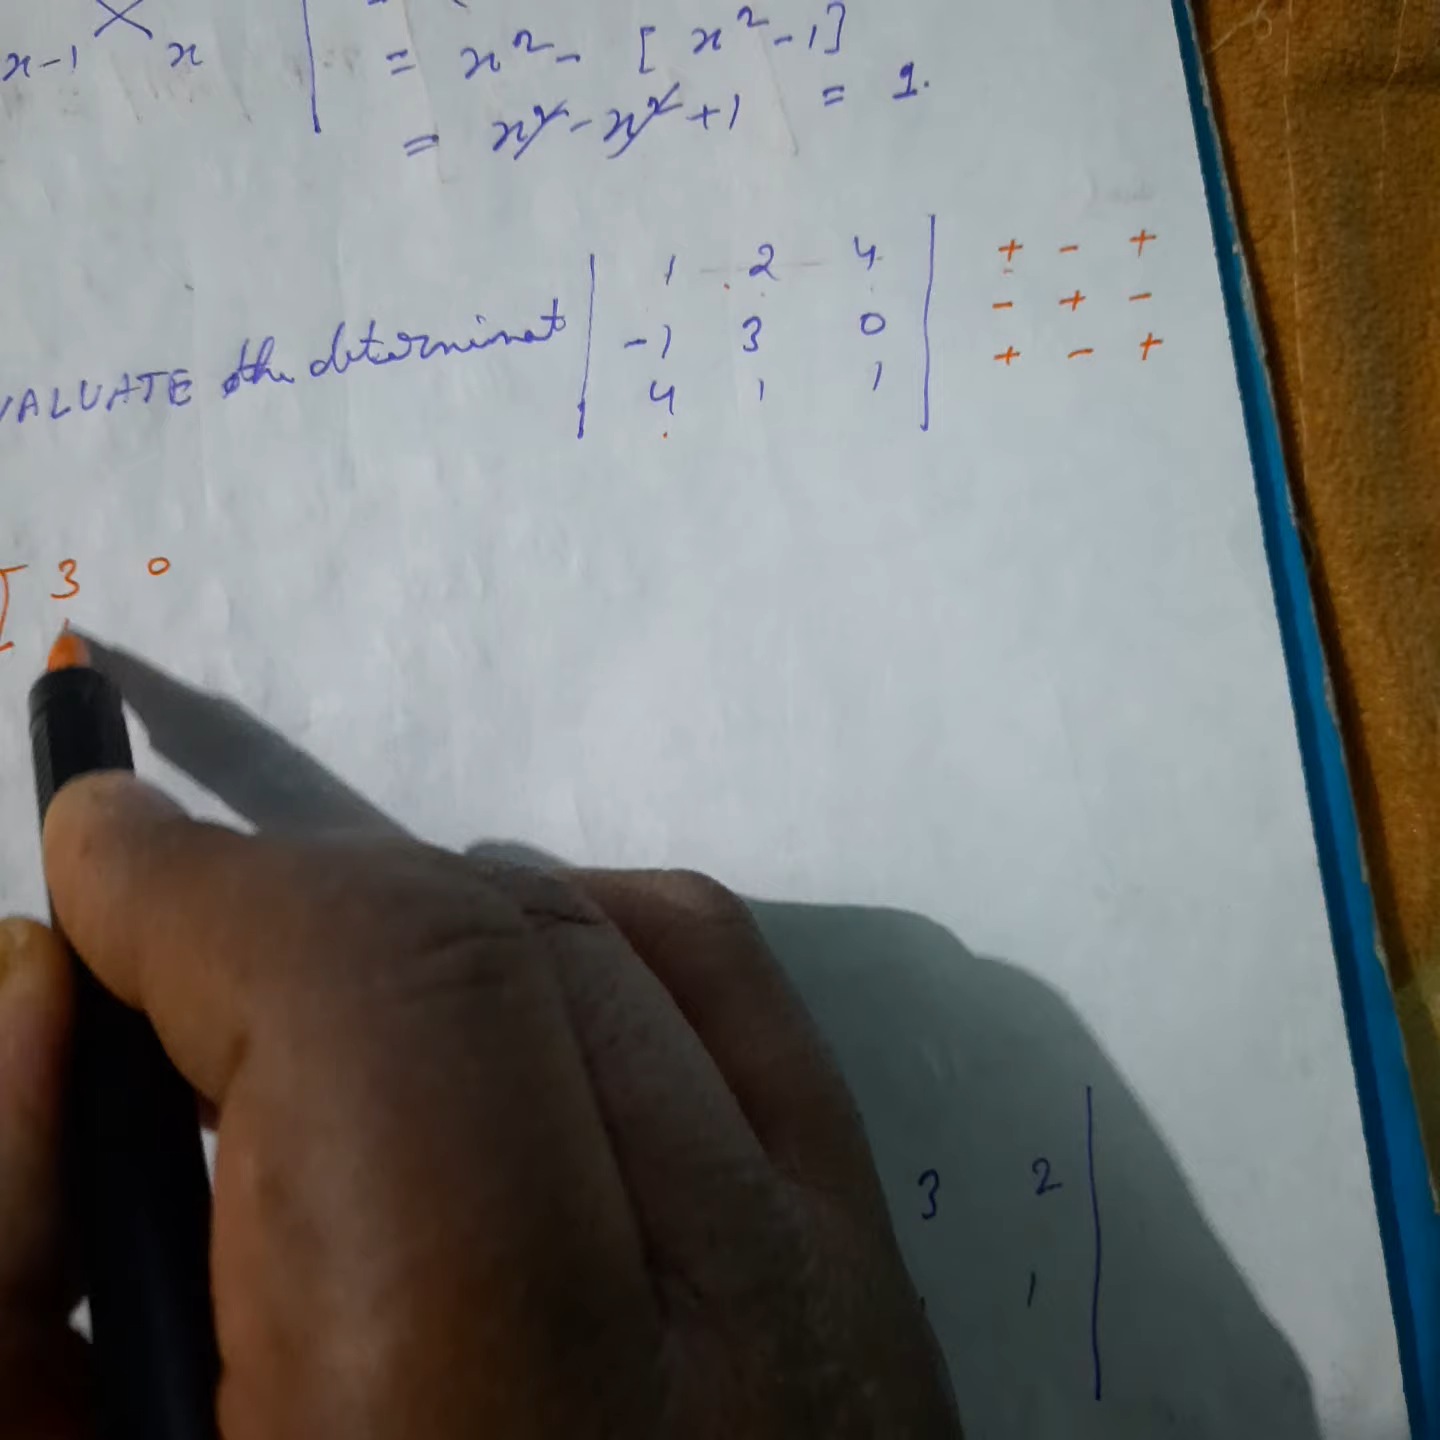 x-1 x
= x² - [ x² - 1 ]
= x² - x² + 1 = 1.
VALUATE the determinat
1 2 4
-1 3 0
4 1 1
+ - +
- + -
+ - +
[ 3 0
3 2
1